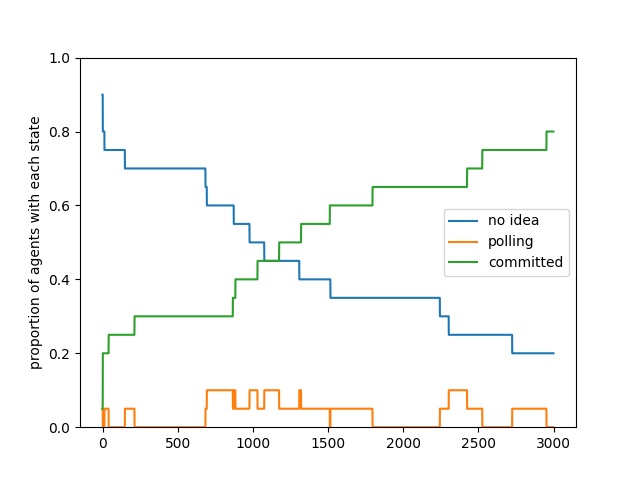 proportion of agents with each state
1.0
0.8
0.6
0.4
0.2
0.0
no idea
polling
committed
0 500 1000 1500 2000 2500 3000